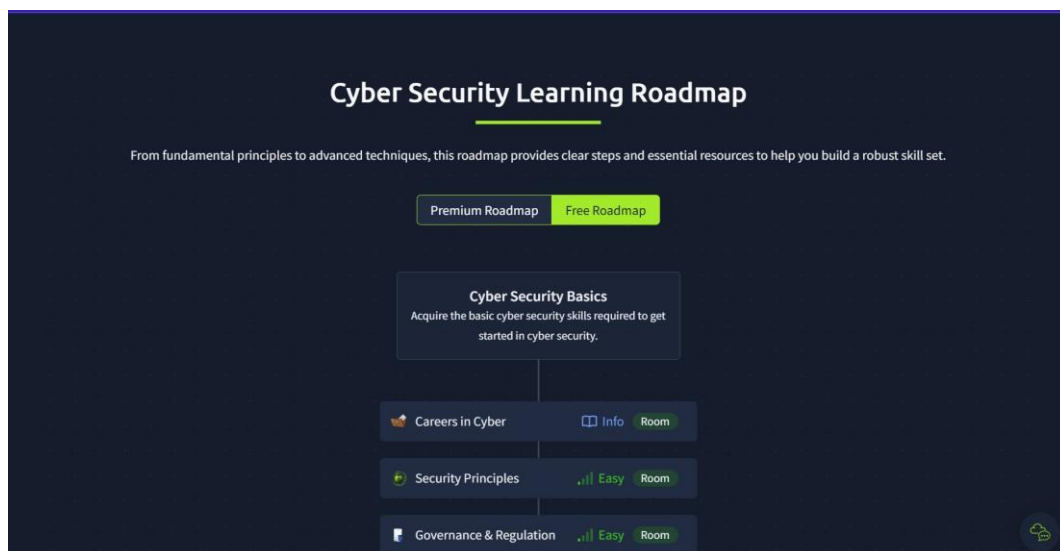 Cyber Security Learning Roadmap
From fundamental principles to advanced techniques, this roadmap provides clear steps and essential resources to help you build a robust skill set.
Premium Roadmap Free Roadmap
Cyber Security Basics
Acquire the basic cyber security skills required to get
started in cyber security.
Careers in Cyber Info Room
Security Principles Easy Room
Governance & Regulation Easy Room